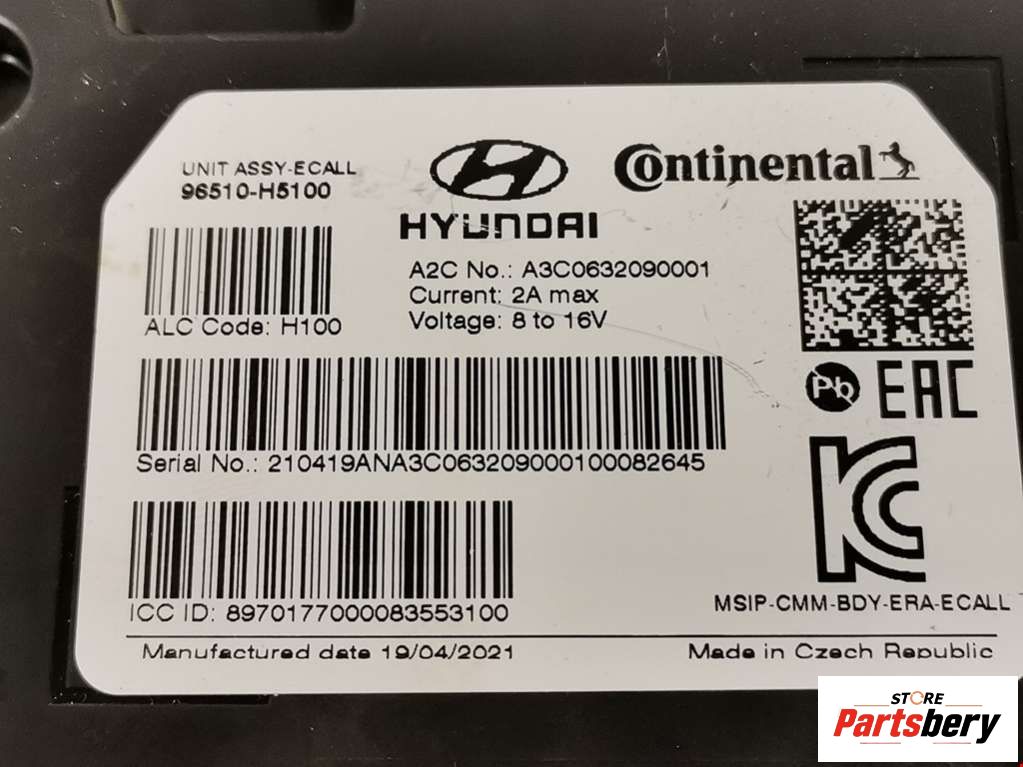 UNIT ASSY-ECALL
96510-H5100
HYUNDAI
Continental
ALC Code: H100
A2C No.: A3C0632090001
Current: 2A max
Voltage: 8 to 16V
Pb
EAC
Serial No.: 210419ANA3C063209000100082645
KC
ICC ID: 8970177000083553100
MSIP-CMM-BDY-ERA-ECALL
Manufactured date 19/04/2021
Made in Czech Republic
STORE
Partsbery